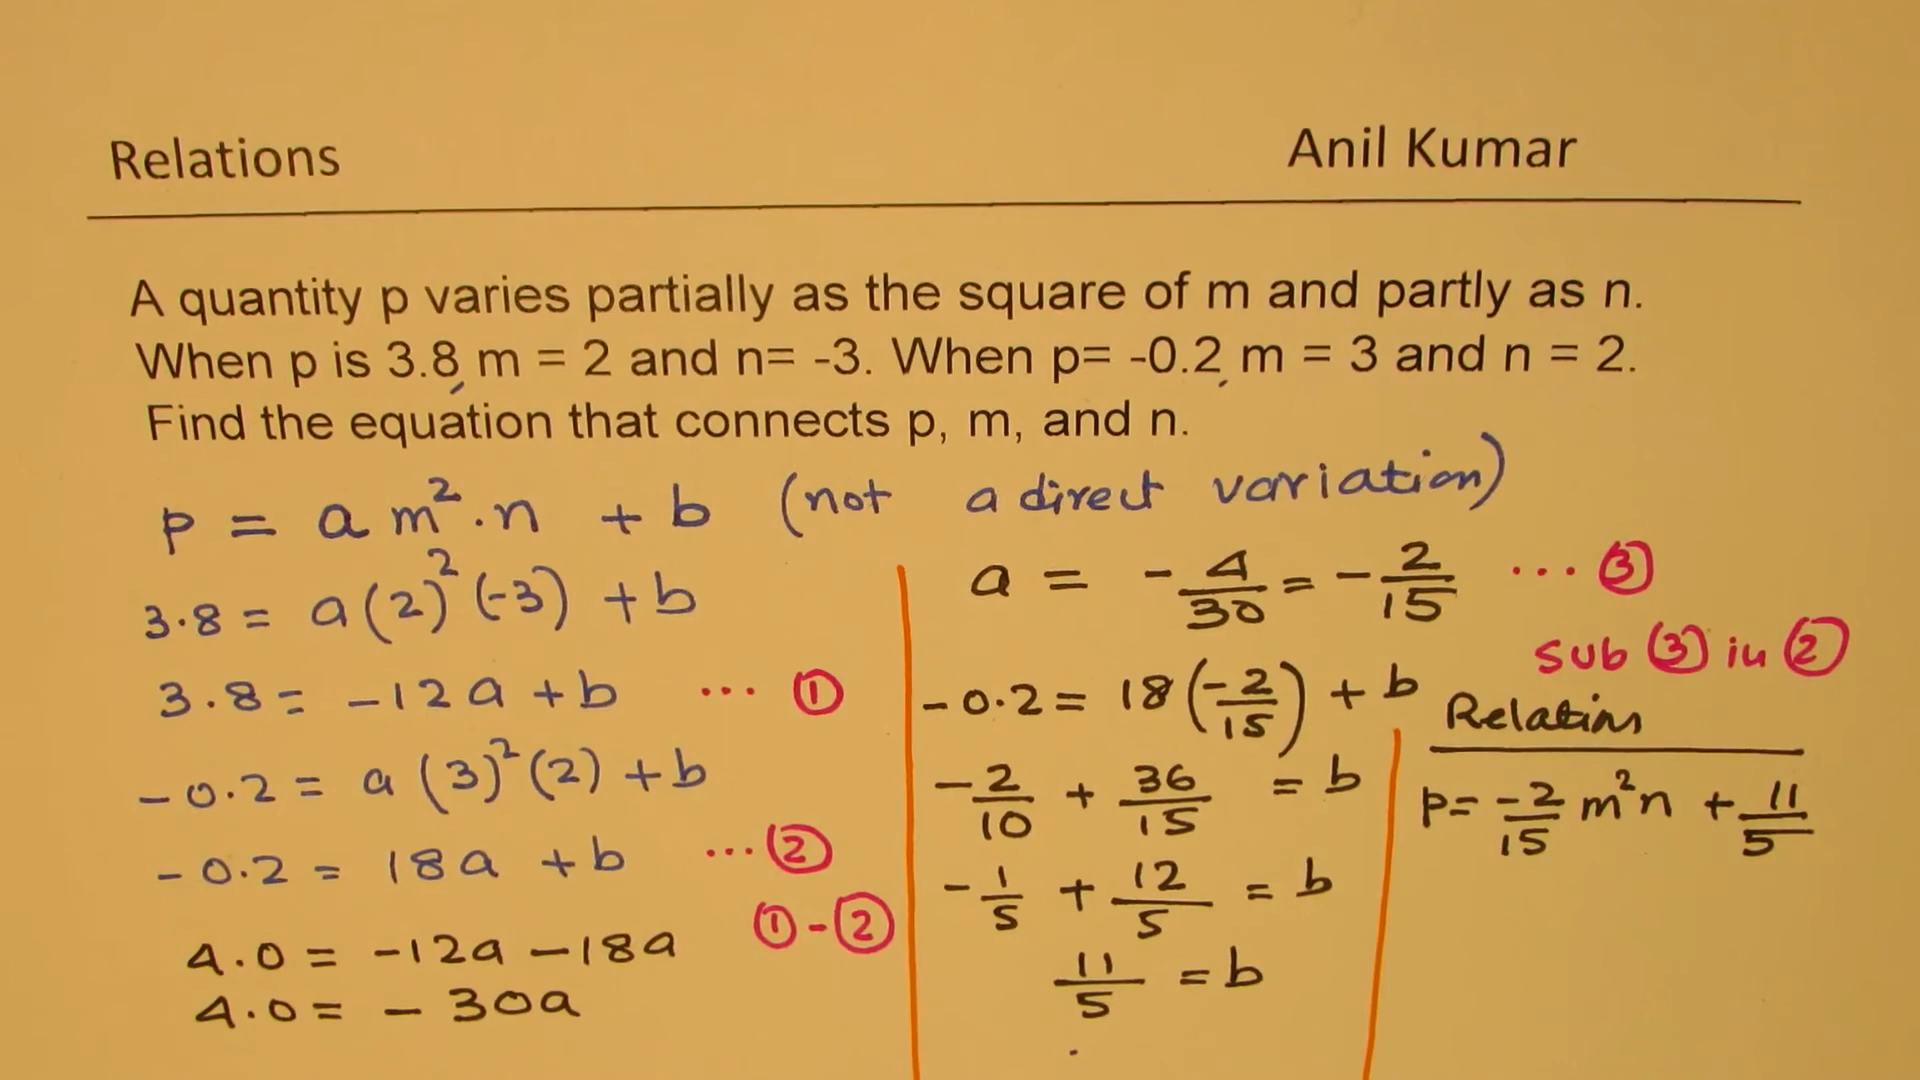 Relations
Anil Kumar
A quantity p varies partially as the square of m and partly as n.
When p is 3.8, m = 2 and n= -3. When p= -0.2, m = 3 and n = 2.
Find the equation that connects p, m, and n.
p = a m².n + b (not a direct variation)
3.8 = a(2)²(-3) + b
3.8 = -12a + b ... ①
-0.2 = a(3)²(2) + b
-0.2 = 18a + b ... ②
① - ②
4.0 = -12a - 18a
4.0 = - 30a
a = -4/30 = -2/15 ... ③
sub ③ in ②
-0.2 = 18(-2/15) + b
-2/10 + 36/15 = b
-1/5 + 12/5 = b
11/5 = b
Relations
p = -2/15 m²n + 11/5